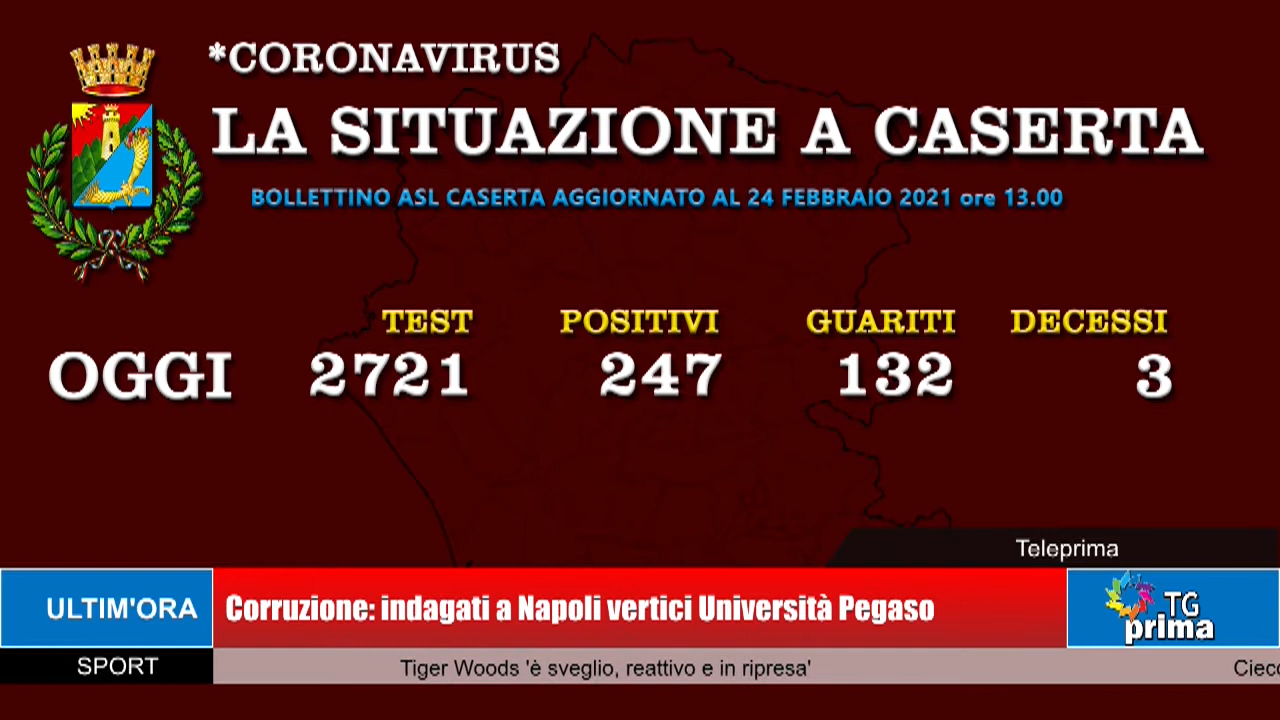 *CORONAVIRUS
LA SITUAZIONE A CASERTA
BOLLETTINO ASL CASERTA AGGIORNATO AL 24 FEBBRAIO 2021 ore 13.00
TEST POSITIVI GUARITI DECESSI
OGGI 2721 247 132 3
Teleprima
ULTIM'ORA Corruzione: indagati a Napoli vertici Università Pegaso
TG prima
SPORT Tiger Woods 'è sveglio, reattivo e in ripresa'